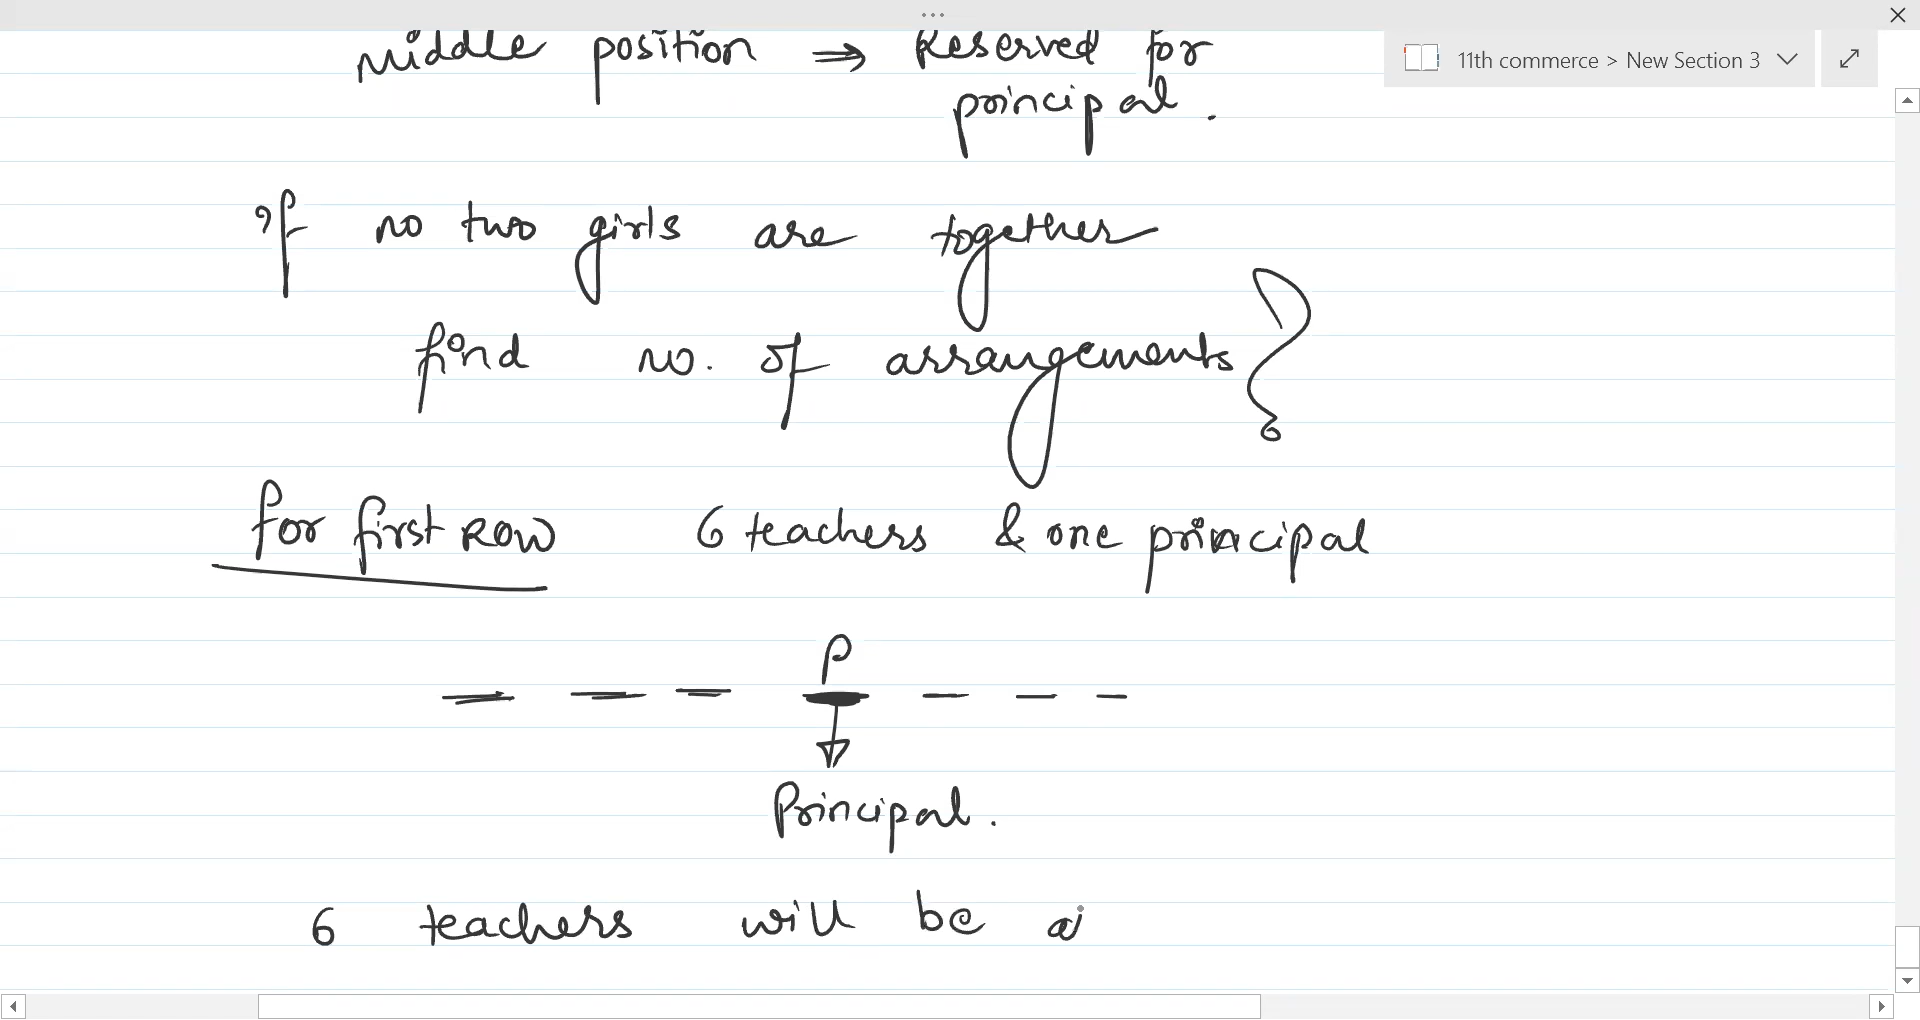 middle position ⇒ Reserved for
11th commerce > New Section 3
principal.
If no two girls are together
find no. of arrangements ?
for first ROW 6 teachers & one principal
P
Principal.
6 teachers will be a